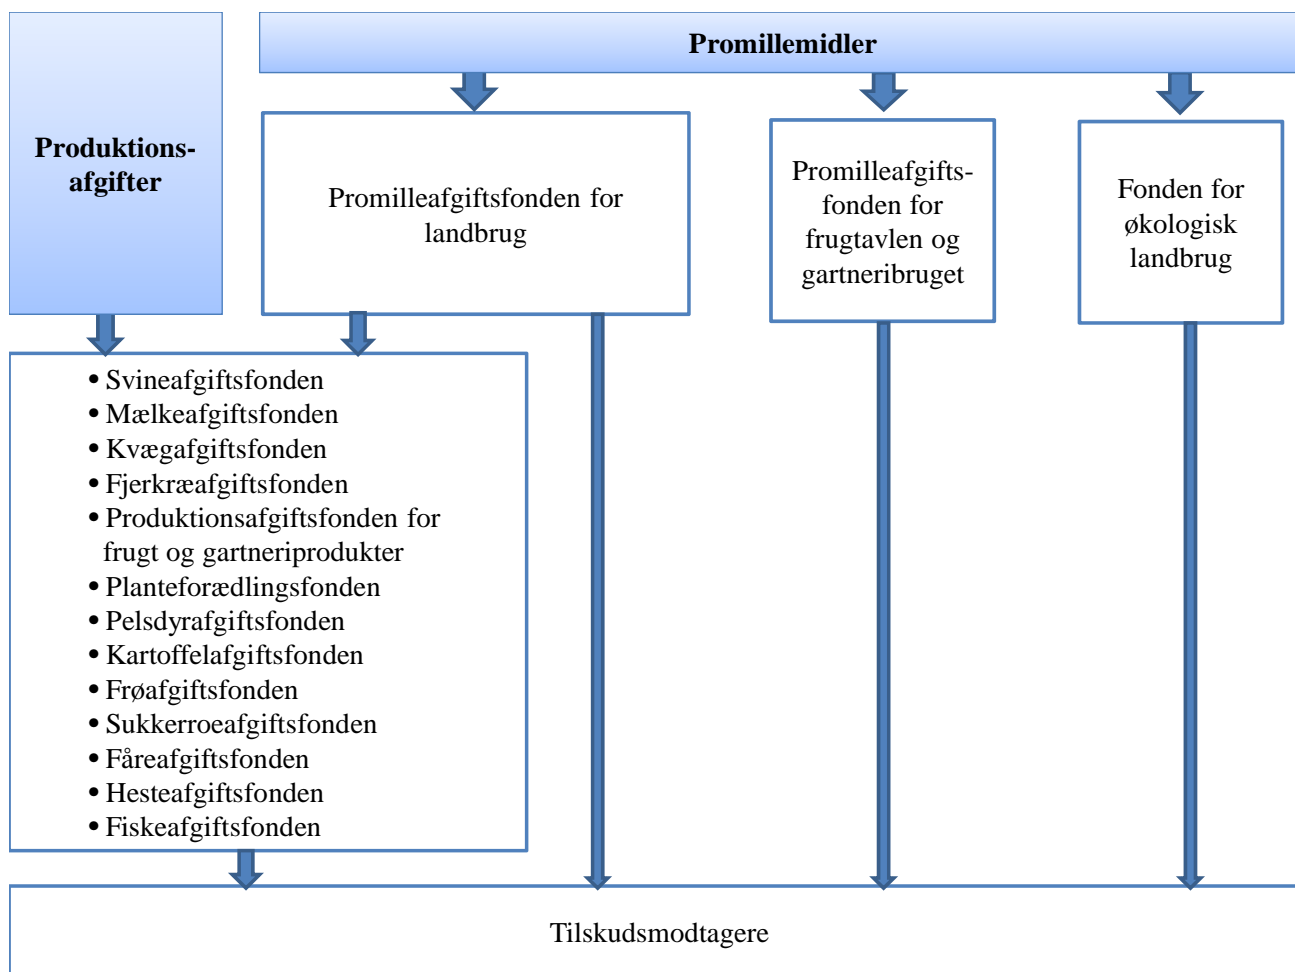 Promillemidler
Produktions-
afgifter
Promilleafgiftsfonden for
landbrug
Promilleafgifts-
fonden for
frugtavlen og
gartneribruget
Fonden for
økologisk
landbrug
• Svineafgiftsfonden
• Mælkeafgiftsfonden
• Kvægafgiftsfonden
• Fjerkræafgiftsfonden
• Produktionsafgiftsfonden for
frugt og gartneriprodukter
• Planteforædlingsfonden
• Pelsdyrafgiftsfonden
• Kartoffelafgiftsfonden
• Frøafgiftsfonden
• Sukkerroeafgiftsfonden
• Fåreafgiftsfonden
• Hesteafgiftsfonden
• Fiskeafgiftsfonden
Tilskudsmodtagere